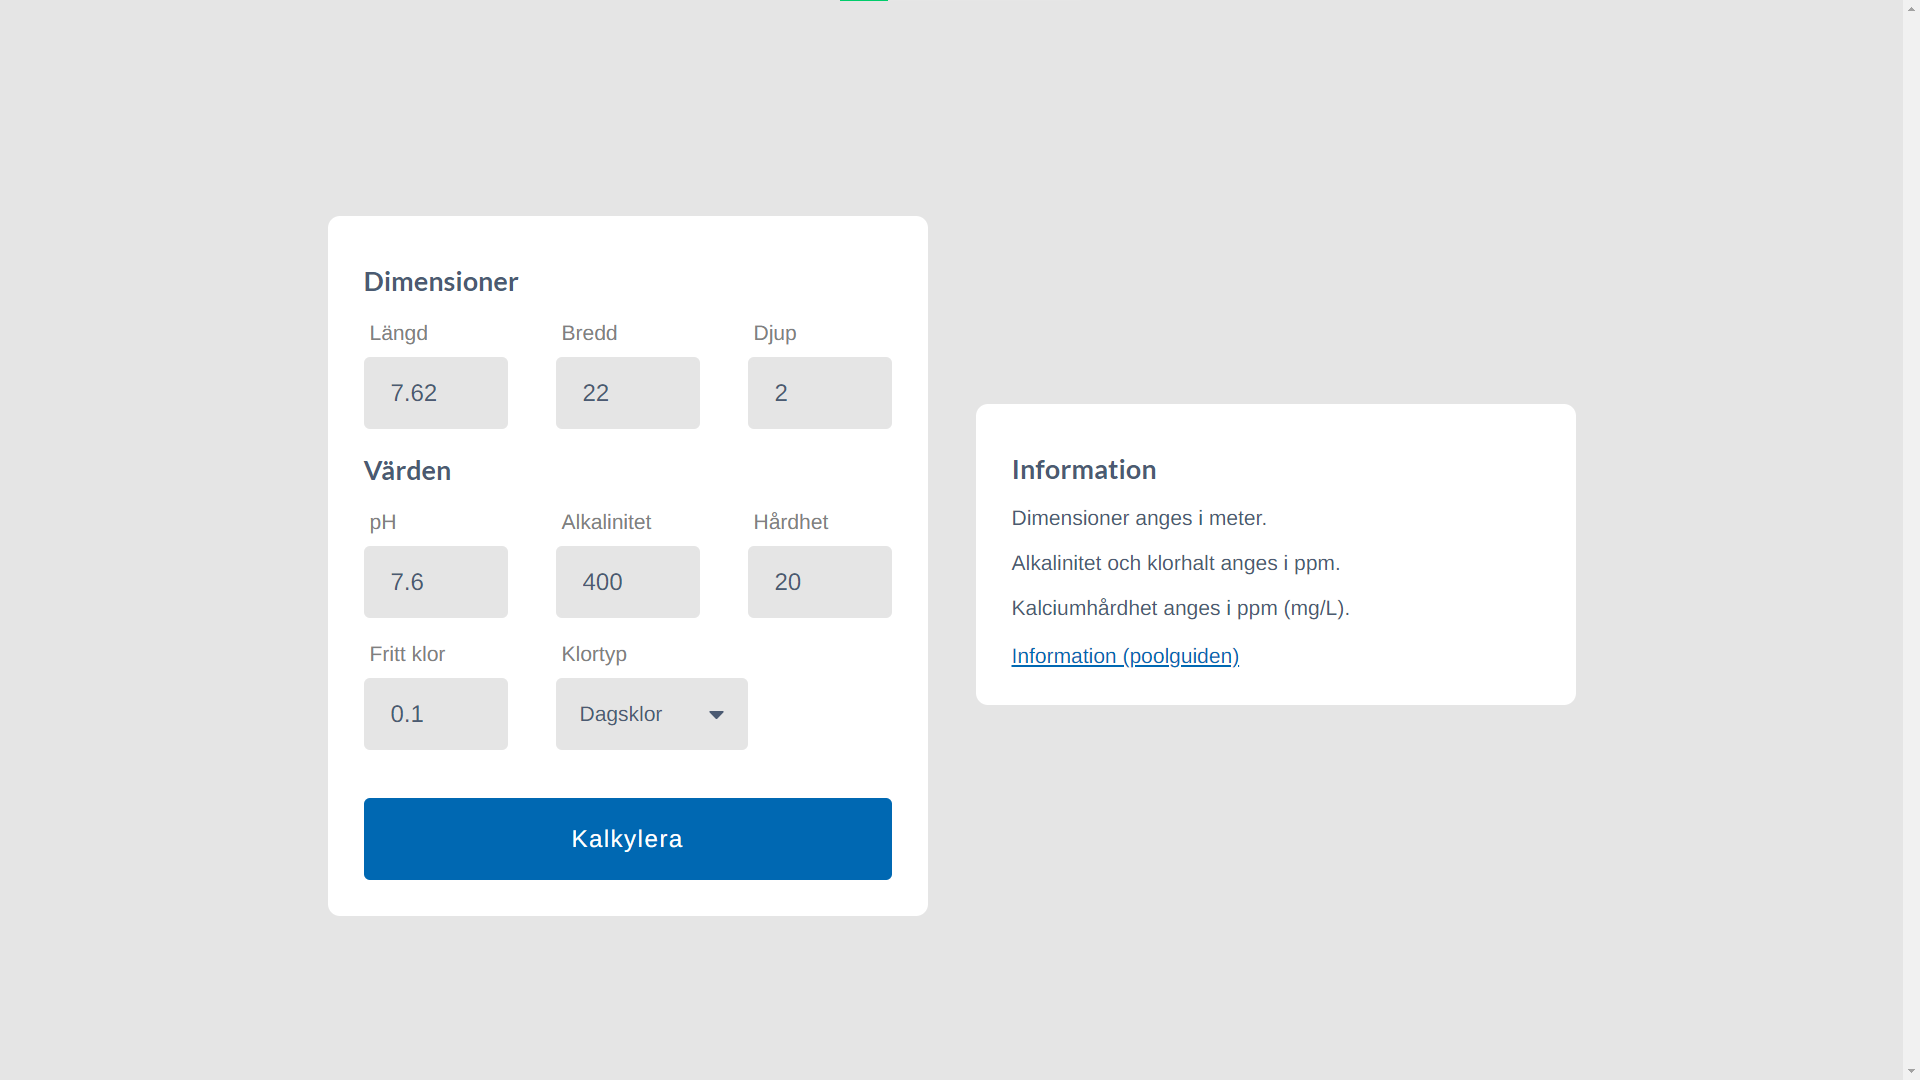 Dimensioner
Längd Bredd Djup
7.62 22 2
Värden
pH Alkalinitet Hårdhet
7.6 400 20
Fritt klor Klortyp
0.1 Dagsklor
Kalkylera
Information
Dimensioner anges i meter.
Alkalinitet och klorhalt anges i ppm.
Kalciumhårdhet anges i ppm (mg/L).
Information (poolguiden)